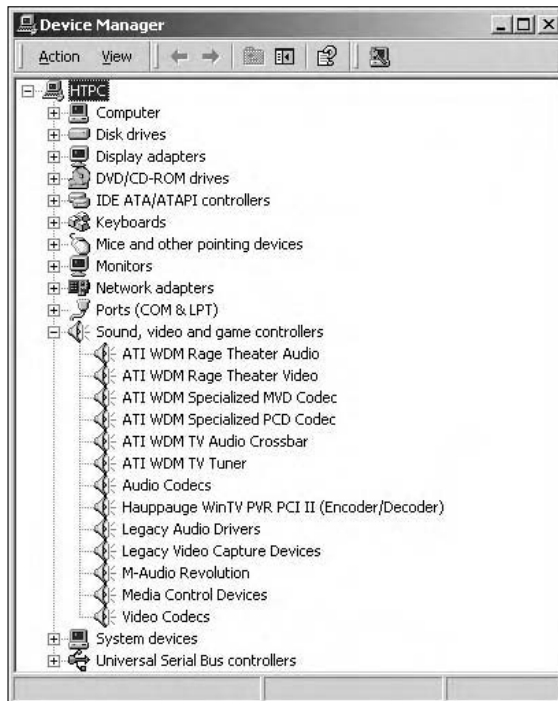 Device Manager
Action View
HTPC
Computer
Disk drives
Display adapters
DVD/CD-ROM drives
IDE ATA/ATAPI controllers
Keyboards
Mice and other pointing devices
Monitors
Network adapters
Ports (COM & LPT)
Sound, video and game controllers
ATI WDM Rage Theater Audio
ATI WDM Rage Theater Video
ATI WDM Specialized MVD Codec
ATI WDM Specialized PCD Codec
ATI WDM TV Audio Crossbar
ATI WDM TV Tuner
Audio Codecs
Hauppauge WinTV PVR PCI II (Encoder/Decoder)
Legacy Audio Drivers
Legacy Video Capture Devices
M-Audio Revolution
Media Control Devices
Video Codecs
System devices
Universal Serial Bus controllers